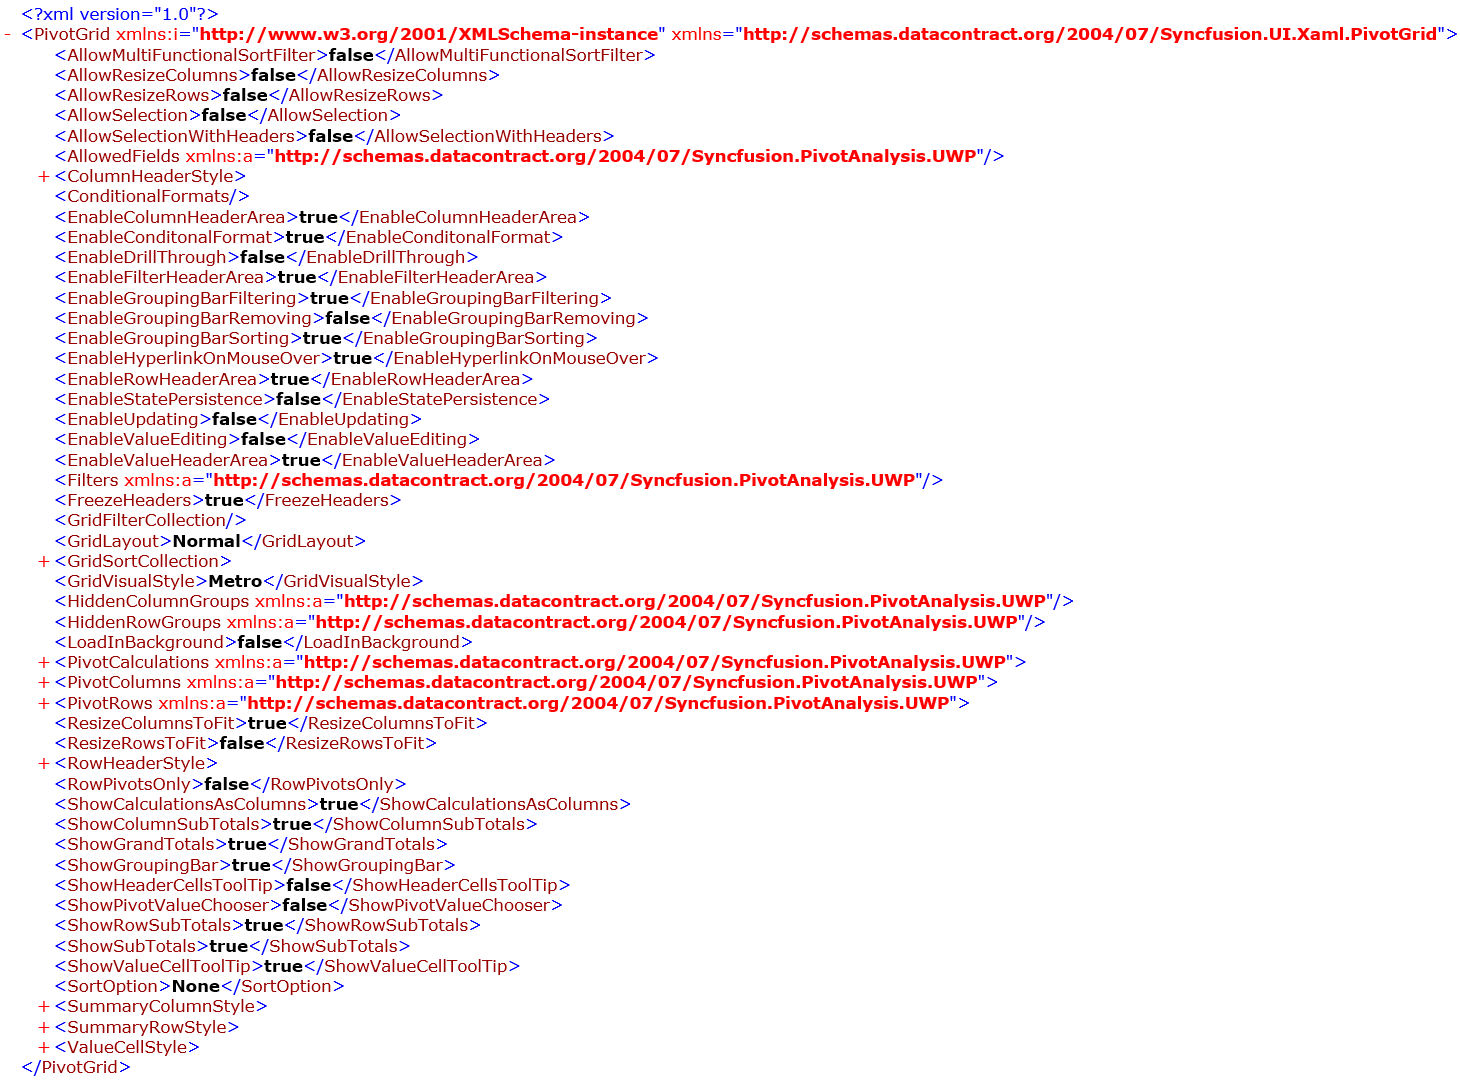 <?xml version="1.0"?>
- <PivotGrid xmlns:i="http://www.w3.org/2001/XMLSchema-instance" xmlns="http://schemas.datacontract.org/2004/07/Syncfusion.UI.Xaml.PivotGrid">
<AllowMultiFunctionalSortFilter>false</AllowMultiFunctionalSortFilter>
<AllowResizeColumns>false</AllowResizeColumns>
<AllowResizeRows>false</AllowResizeRows>
<AllowSelection>false</AllowSelection>
<AllowSelectionWithHeaders>false</AllowSelectionWithHeaders>
<AllowedFields xmlns:a="http://schemas.datacontract.org/2004/07/Syncfusion.PivotAnalysis.UWP"/>
+ <ColumnHeaderStyle>
<ConditionalFormats/>
<EnableColumnHeaderArea>true</EnableColumnHeaderArea>
<EnableConditonalFormat>true</EnableConditonalFormat>
<EnableDrillThrough>false</EnableDrillThrough>
<EnableFilterHeaderArea>true</EnableFilterHeaderArea>
<EnableGroupingBarFiltering>true</EnableGroupingBarFiltering>
<EnableGroupingBarRemoving>false</EnableGroupingBarRemoving>
<EnableGroupingBarSorting>true</EnableGroupingBarSorting>
<EnableHyperlinkOnMouseOver>true</EnableHyperlinkOnMouseOver>
<EnableRowHeaderArea>true</EnableRowHeaderArea>
<EnableStatePersistence>false</EnableStatePersistence>
<EnableUpdating>false</EnableUpdating>
<EnableValueEditing>false</EnableValueEditing>
<EnableValueHeaderArea>true</EnableValueHeaderArea>
<Filters xmlns:a="http://schemas.datacontract.org/2004/07/Syncfusion.PivotAnalysis.UWP"/>
<FreezeHeaders>true</FreezeHeaders>
<GridFilterCollection/>
<GridLayout>Normal</GridLayout>
+ <GridSortCollection>
<GridVisualStyle>Metro</GridVisualStyle>
<HiddenColumnGroups xmlns:a="http://schemas.datacontract.org/2004/07/Syncfusion.PivotAnalysis.UWP"/>
<HiddenRowGroups xmlns:a="http://schemas.datacontract.org/2004/07/Syncfusion.PivotAnalysis.UWP"/>
<LoadInBackground>false</LoadInBackground>
+ <PivotCalculations xmlns:a="http://schemas.datacontract.org/2004/07/Syncfusion.PivotAnalysis.UWP">
+ <PivotColumns xmlns:a="http://schemas.datacontract.org/2004/07/Syncfusion.PivotAnalysis.UWP">
+ <PivotRows xmlns:a="http://schemas.datacontract.org/2004/07/Syncfusion.PivotAnalysis.UWP">
<ResizeColumnsToFit>true</ResizeColumnsToFit>
<ResizeRowsToFit>false</ResizeRowsToFit>
+ <RowHeaderStyle>
<RowPivotsOnly>false</RowPivotsOnly>
<ShowCalculationsAsColumns>true</ShowCalculationsAsColumns>
<ShowColumnSubTotals>true</ShowColumnSubTotals>
<ShowGrandTotals>true</ShowGrandTotals>
<ShowGroupingBar>true</ShowGroupingBar>
<ShowHeaderCellsToolTip>false</ShowHeaderCellsToolTip>
<ShowPivotValueChooser>false</ShowPivotValueChooser>
<ShowRowSubTotals>true</ShowRowSubTotals>
<ShowSubTotals>true</ShowSubTotals>
<ShowValueCellToolTip>true</ShowValueCellToolTip>
<SortOption>None</SortOption>
+ <SummaryColumnStyle>
+ <SummaryRowStyle>
+ <ValueCellStyle>
</PivotGrid>